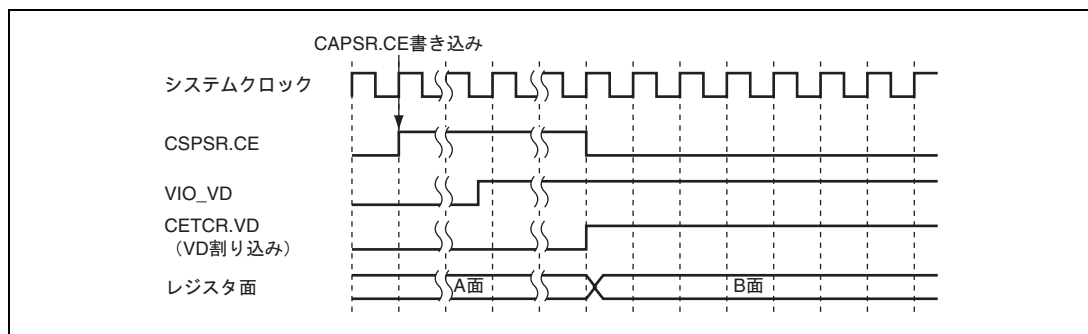 CAPSR.CE書き込み
システムクロック
CSPSR.CE
VIO_VD
CETCR.VD
（VD割り込み）
レジスタ面
A面
B面